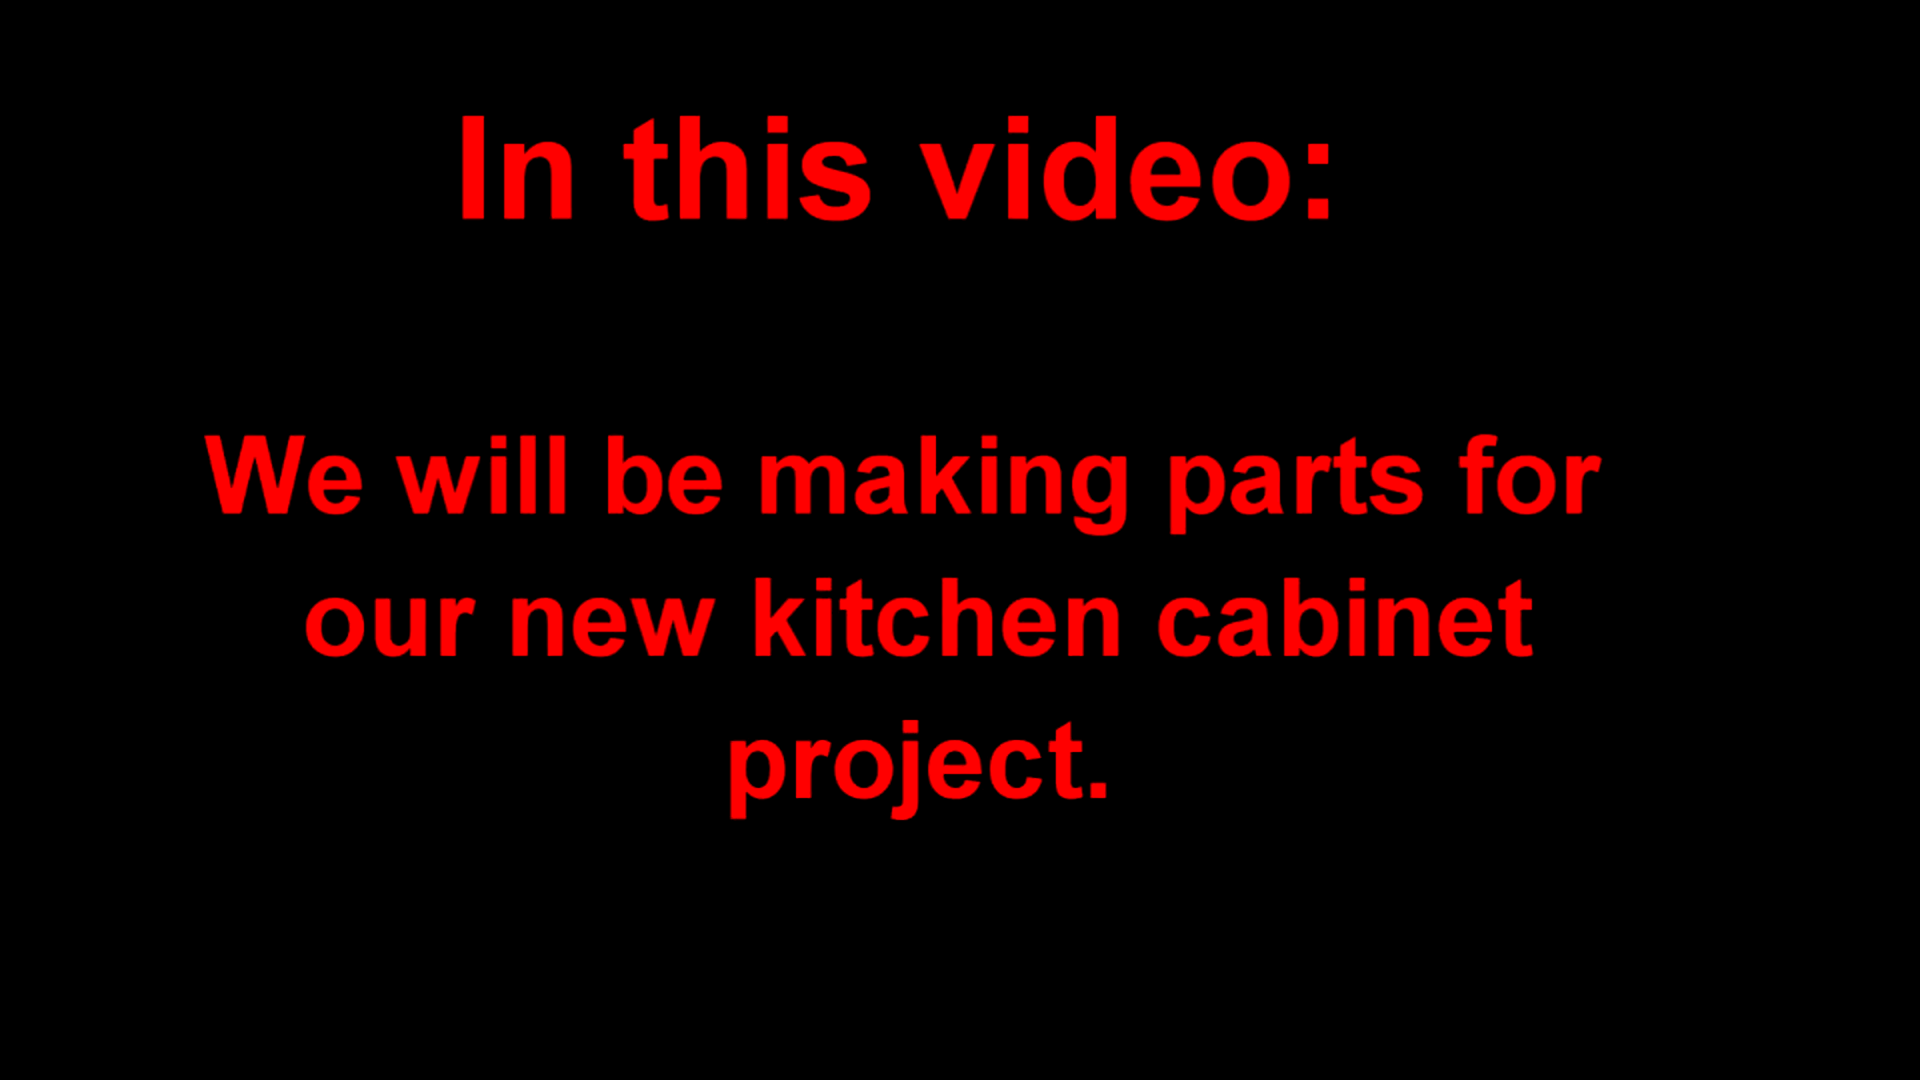 In this video:
We will be making parts for
our new kitchen cabinet
project.